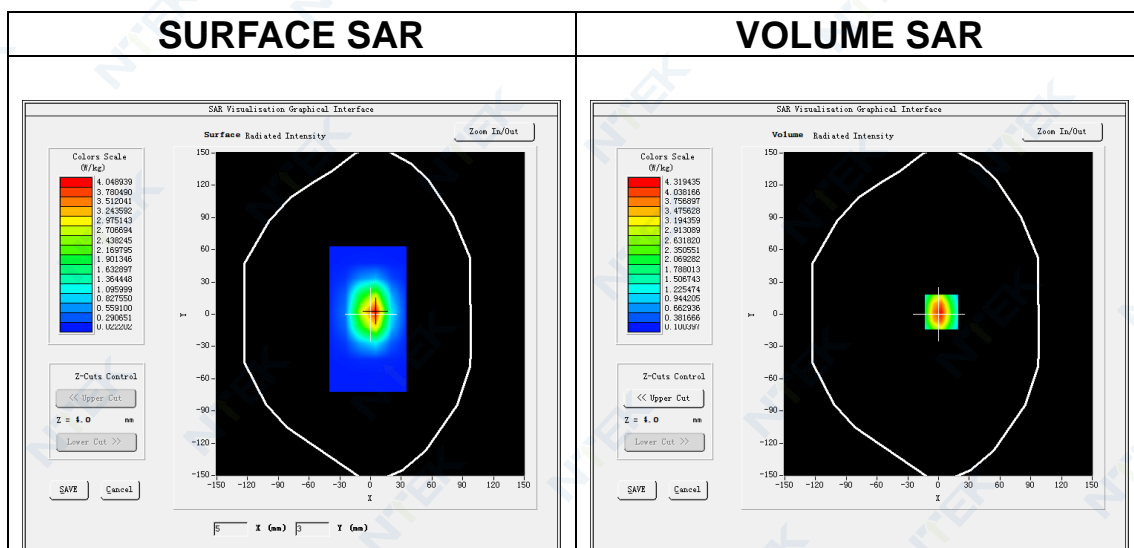 SURFACE SAR
SAR Visualisation Graphical Interface
Surface Radiated Intensity
Zoom In/Out
Colors Scale
(W/kg)
4.048939
3.780490
3.512041
3.243592
2.975143
2.706694
2.438245
2.169795
1.901346
1.632897
1.364448
1.095999
0.827550
0.559100
0.290651
0.022202
Z-Cuts Control
<< Upper Cut
Z = 4.0 mm
Lower Cut >>
SAVE Cancel
150
120
90
60
30
0
-30
-60
-90
-120
-150
Y
-150 -120 -90 -60 -30 0 30 60 90 120 150
X
5 X (mm) 3 Y (mm)
VOLUME SAR
SAR Visualisation Graphical Interface
Volume Radiated Intensity
Zoom In/Out
Colors Scale
(W/kg)
4.319435
4.038166
3.756897
3.475628
3.194359
2.913089
2.631820
2.350551
2.069282
1.788013
1.506743
1.225474
0.944205
0.662936
0.381666
0.100397
Z-Cuts Control
<< Upper Cut
Z = 4.0 mm
Lower Cut >>
SAVE Cancel
150
120
90
60
30
0
-30
-60
-90
-120
-150
Y
-150 -120 -90 -60 -30 0 30 60 90 120 150
X
NTEK